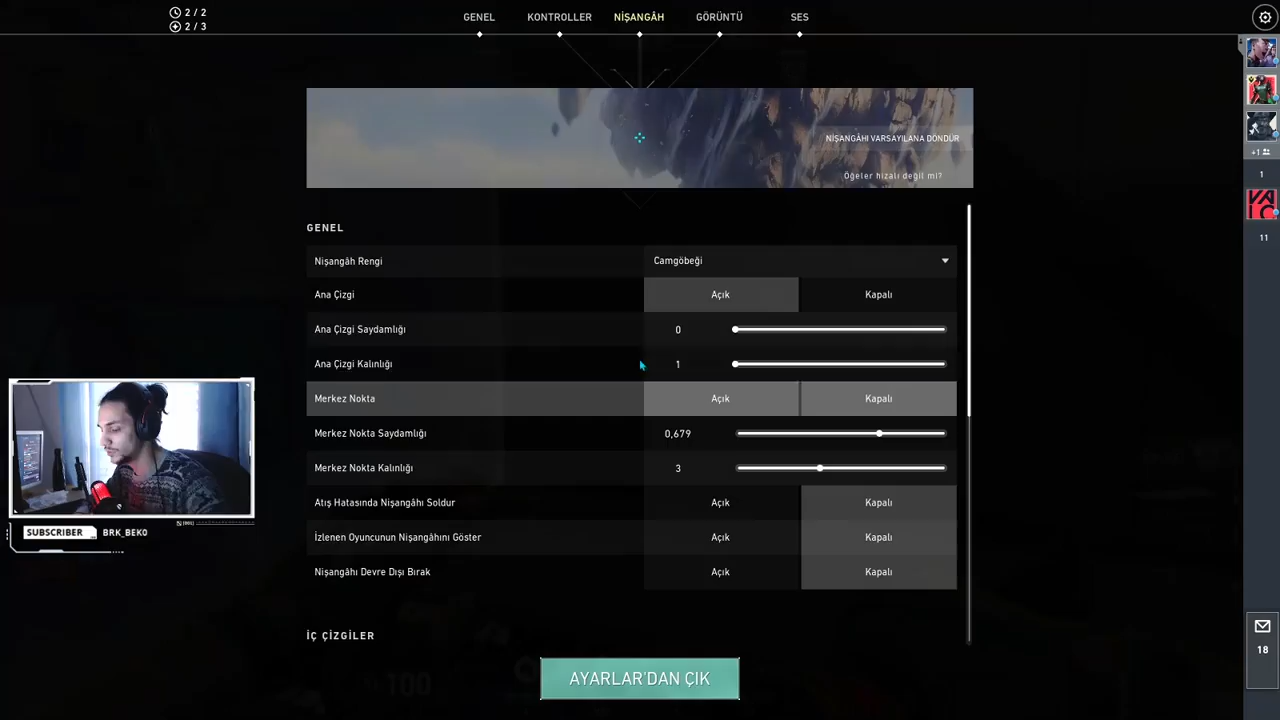 2 / 2
2 / 3
GENEL
KONTROLLER
NİŞANGÂH
GÖRÜNTÜ
SES
NİŞANGÂHI VARSAYILANA DÖNDÜR
Öğeler hizalı değil mi?
+1
1
11
GENEL
Nişangâh Rengi
Camgöbeği
Ana Çizgi
Açık
Kapalı
Ana Çizgi Saydamlığı
0
Ana Çizgi Kalınlığı
1
Merkez Nokta
Açık
Kapalı
Merkez Nokta Saydamlığı
0,679
Merkez Nokta Kalınlığı
3
Atış Hatasında Nişangâhı Soldur
Açık
Kapalı
İzlenen Oyuncunun Nişangâhını Göster
Açık
Kapalı
Nişangâhı Devre Dışı Bırak
Açık
Kapalı
İÇ ÇİZGİLER
SUBSCRIBER
BRK_BEKO
100
AYARLAR'DAN ÇIK
18